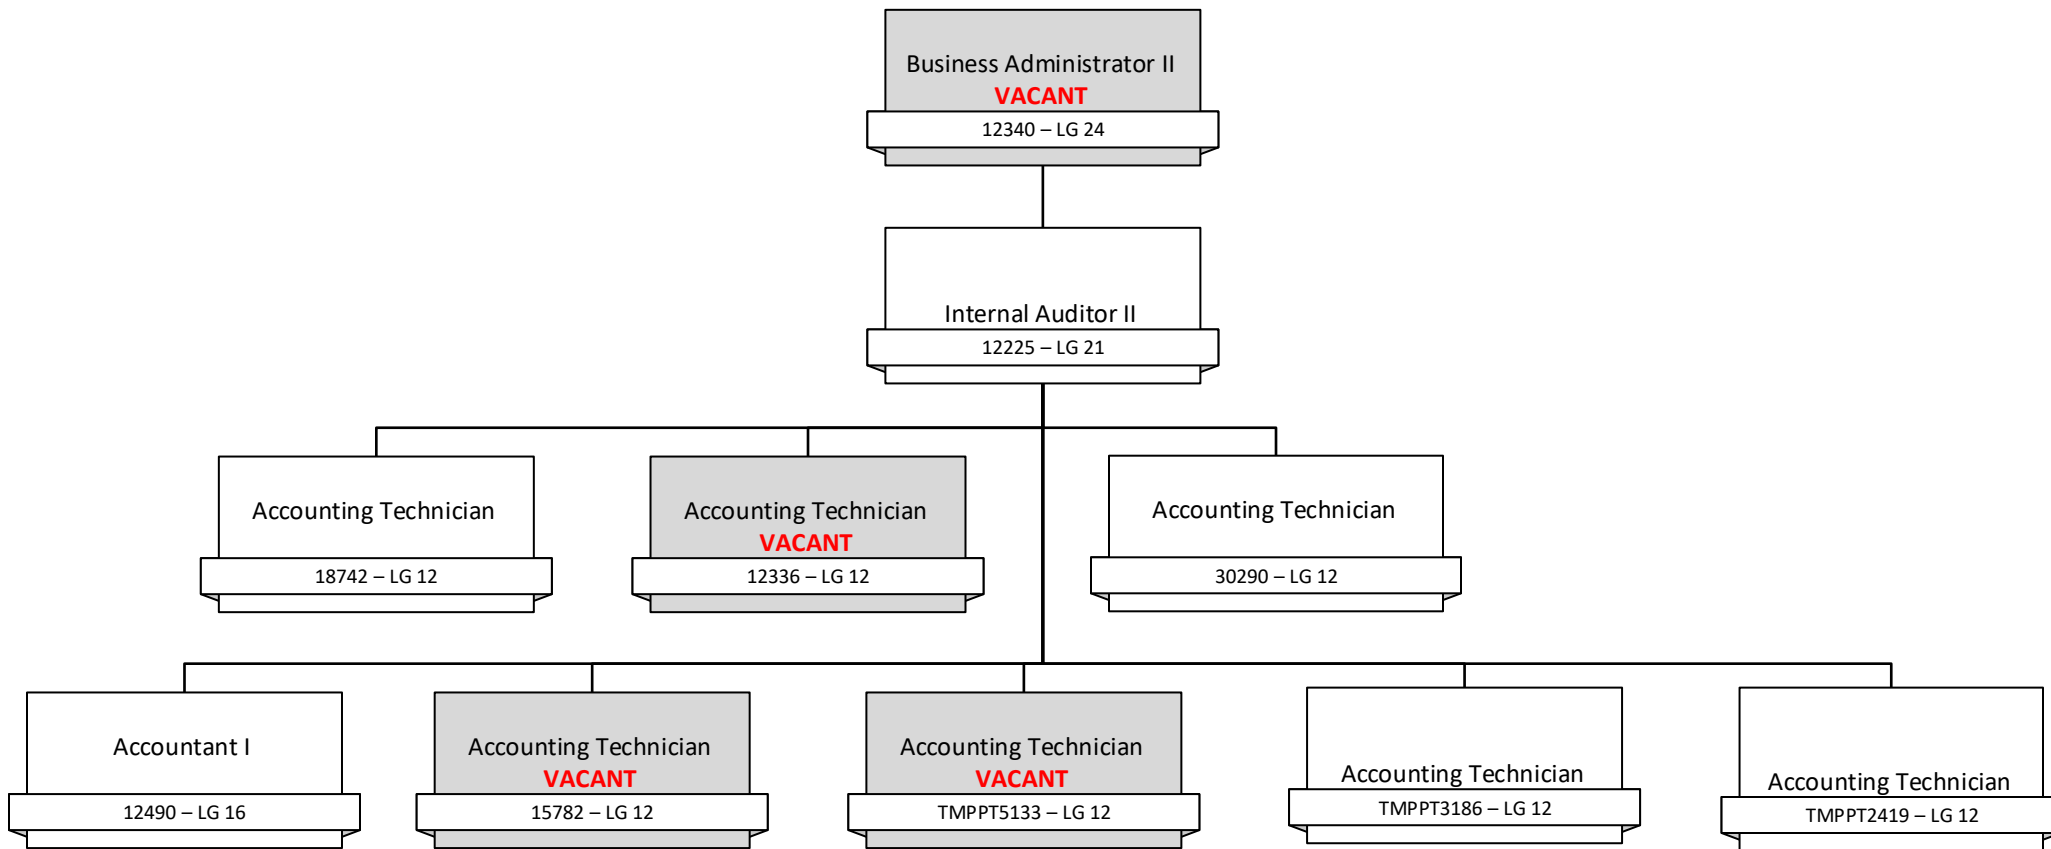 Business Administrator II
VACANT
12340 – LG 24
Internal Auditor II
12225 – LG 21
Accounting Technician
18742 – LG 12
Accounting Technician
VACANT
12336 – LG 12
Accounting Technician
30290 – LG 12
Accountant I
12490 – LG 16
Accounting Technician
VACANT
15782 – LG 12
Accounting Technician
VACANT
TMPPT5133 – LG 12
Accounting Technician
TMPPT3186 – LG 12
Accounting Technician
TMPPT2419 – LG 12